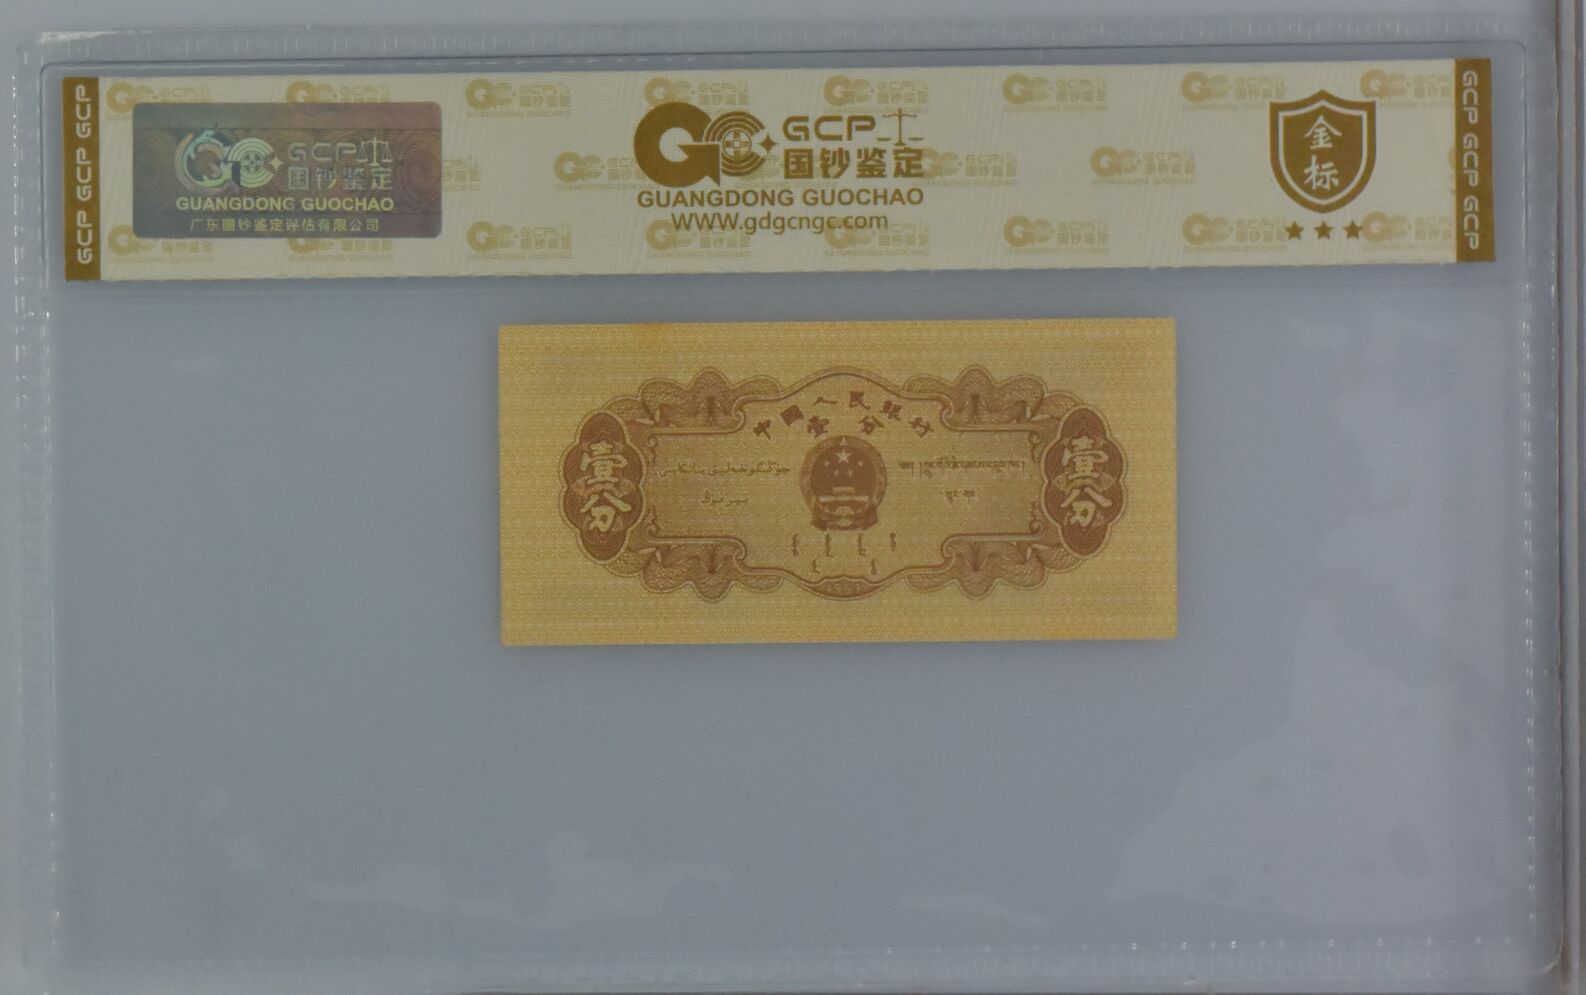 GCP GCP GCP
GCP
国钞鉴定
GUANGDONG GUOCHAO
广东国钞鉴定评估有限公司
GCP
国钞鉴定
GUANGDONG GUOCHAO
WWW.gdgcngc.com
金标
GCP GCP GCP
中国人民银行
壹分
壹分
壹分
1953